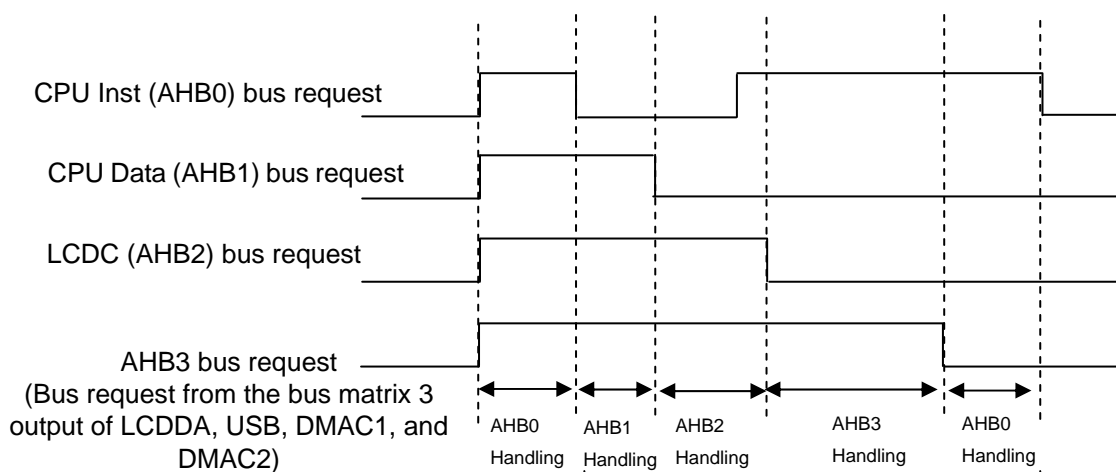 CPU Inst (AHB0) bus request
CPU Data (AHB1) bus request
LCDC (AHB2) bus request
AHB3 bus request
(Bus request from the bus matrix 3
output of LCDDA, USB, DMAC1, and
DMAC2)
AHB0
Handling
AHB1
Handling
AHB2
Handling
AHB3
Handling
AHB0
Handling